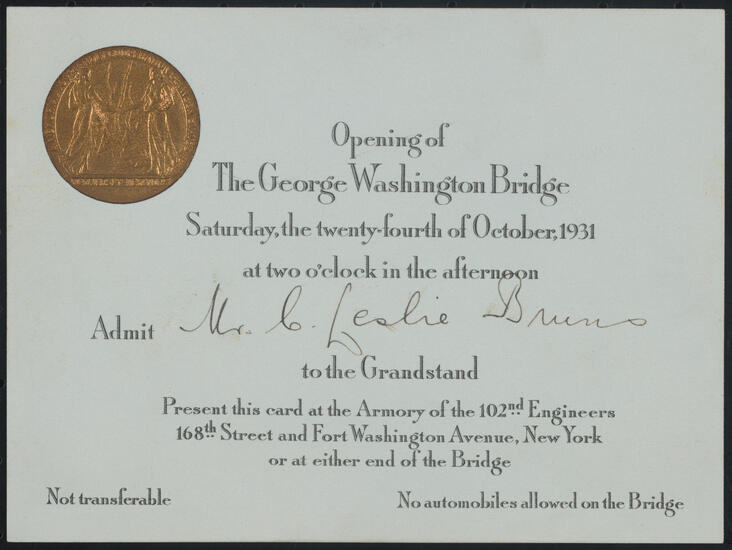 Opening of
The George Washington Bridge
Saturday, the twenty-fourth of October, 1931
at two o'clock in the afternoon
Admit Mr. C. Leslie Bruns
to the Grandstand
Present this card at the Armory of the 102nd Engineers
168th Street and Fort Washington Avenue, New York
or at either end of the Bridge
Not transferable
No automobiles allowed on the Bridge